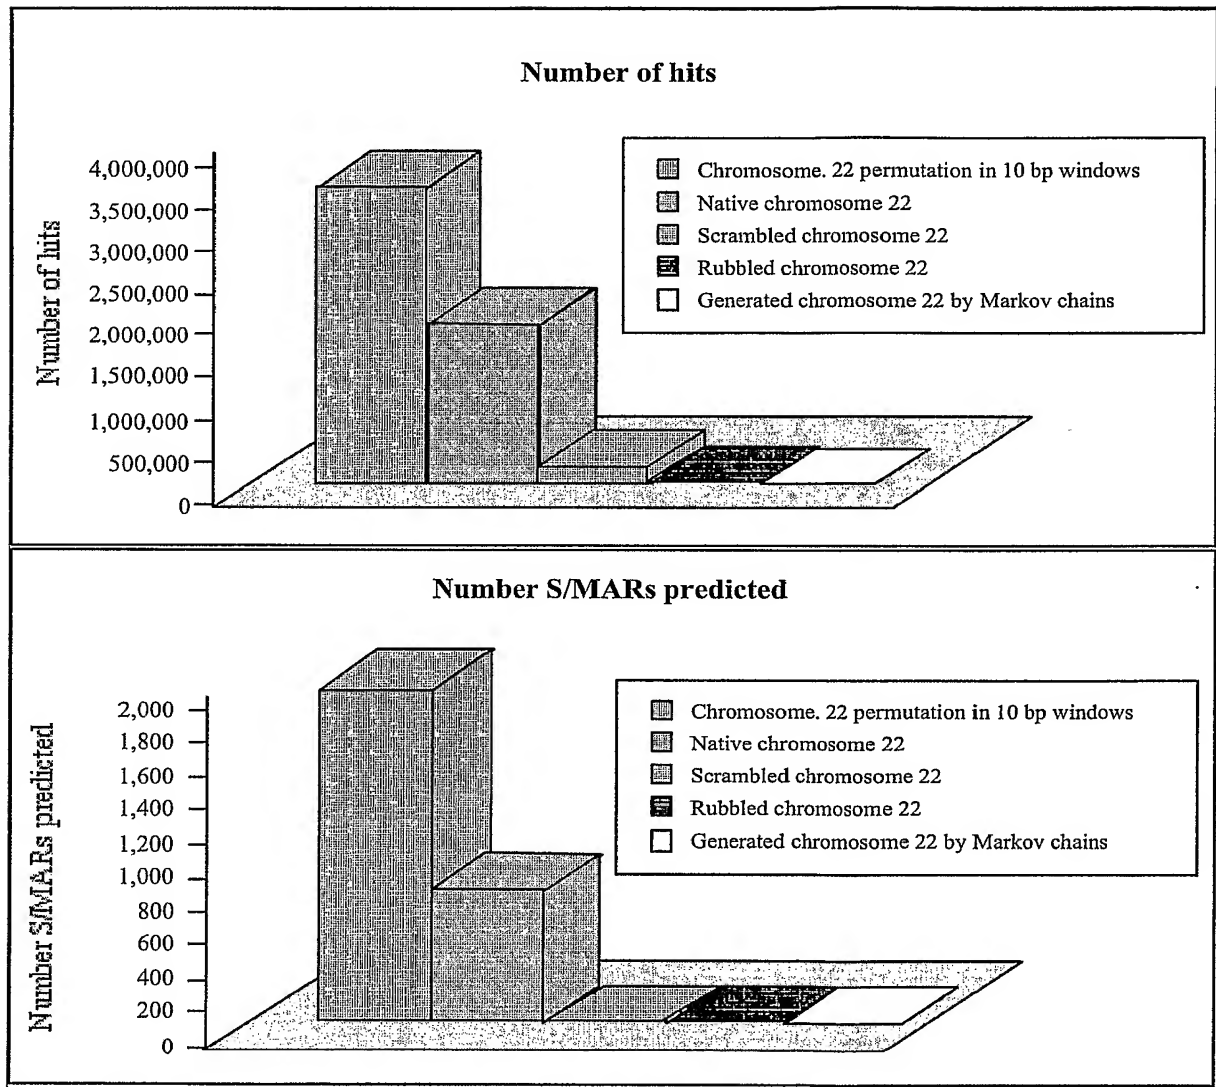 Number of hits
Number of hits
4,000,000
3,500,000
3,000,000
2,500,000
2,000,000
1,500,000
1,000,000
500,000
0
Chromosome. 22 permutation in 10 bp windows
Native chromosome 22
Scrambled chromosome 22
Rubbled chromosome 22
Generated chromosome 22 by Markov chains
Number S/MARs predicted
Number S/MARs predicted
2,000
1,800
1,600
1,400
1,200
1,000
800
600
400
200
0
Chromosome. 22 permutation in 10 bp windows
Native chromosome 22
Scrambled chromosome 22
Rubbled chromosome 22
Generated chromosome 22 by Markov chains